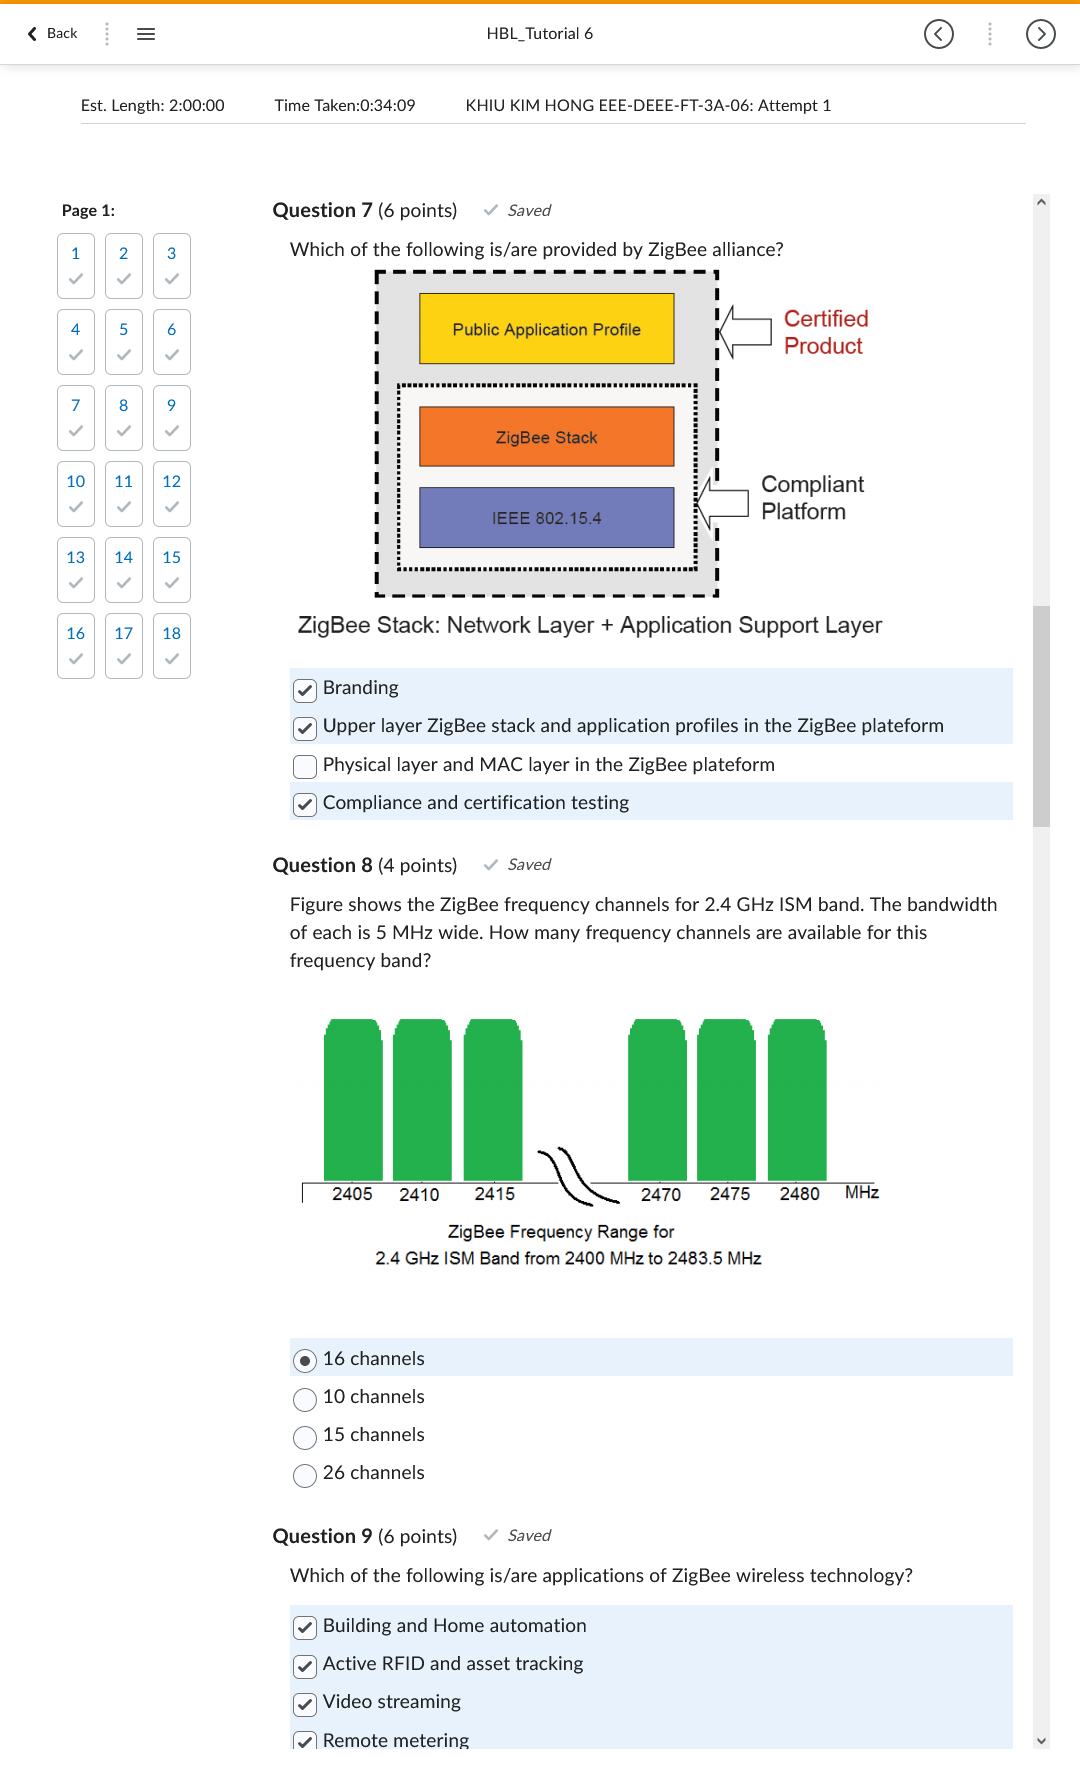 Back
HBL_Tutorial 6
Est. Length: 2:00:00 Time Taken:0:34:09 KHIU KIM HONG EEE-DEEE-FT-3A-06: Attempt 1
Page 1:
1 2 3
4 5 6
7 8 9
10 11 12
13 14 15
16 17 18
Question 7 (6 points) Saved
Which of the following is/are provided by ZigBee alliance?
Public Application Profile
Certified
Product
ZigBee Stack
IEEE 802.15.4
Compliant
Platform
ZigBee Stack: Network Layer + Application Support Layer
Branding
Upper layer ZigBee stack and application profiles in the ZigBee plateform
Physical layer and MAC layer in the ZigBee plateform
Compliance and certification testing
Question 8 (4 points) Saved
Figure shows the ZigBee frequency channels for 2.4 GHz ISM band. The bandwidth
of each is 5 MHz wide. How many frequency channels are available for this
frequency band?
2405 2410 2415 2470 2475 2480 MHz
ZigBee Frequency Range for
2.4 GHz ISM Band from 2400 MHz to 2483.5 MHz
16 channels
10 channels
15 channels
26 channels
Question 9 (6 points) Saved
Which of the following is/are applications of ZigBee wireless technology?
Building and Home automation
Active RFID and asset tracking
Video streaming
Remote metering